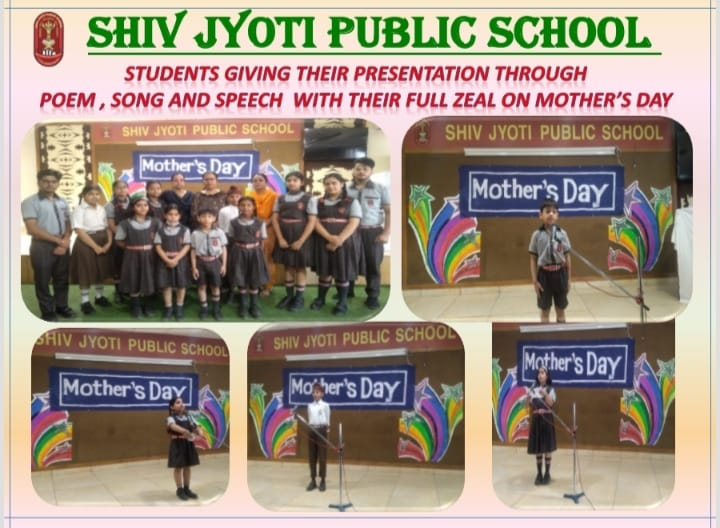 SHIV JYOTI PUBLIC SCHOOL
STUDENTS GIVING THEIR PRESENTATION THROUGH
POEM , SONG AND SPEECH WITH THEIR FULL ZEAL ON MOTHER'S DAY
SHIV JYOTI PUBLIC SCHOOL
Mother's Day
SHIV JYOTI PUBLIC SCHOOL
Mother's Day
SHIV JYOTI PUBLIC SCHOOL
Mother's Day
SHIV JYOTI PUBLIC SCHOOL
Mother's Day
Mother's Day